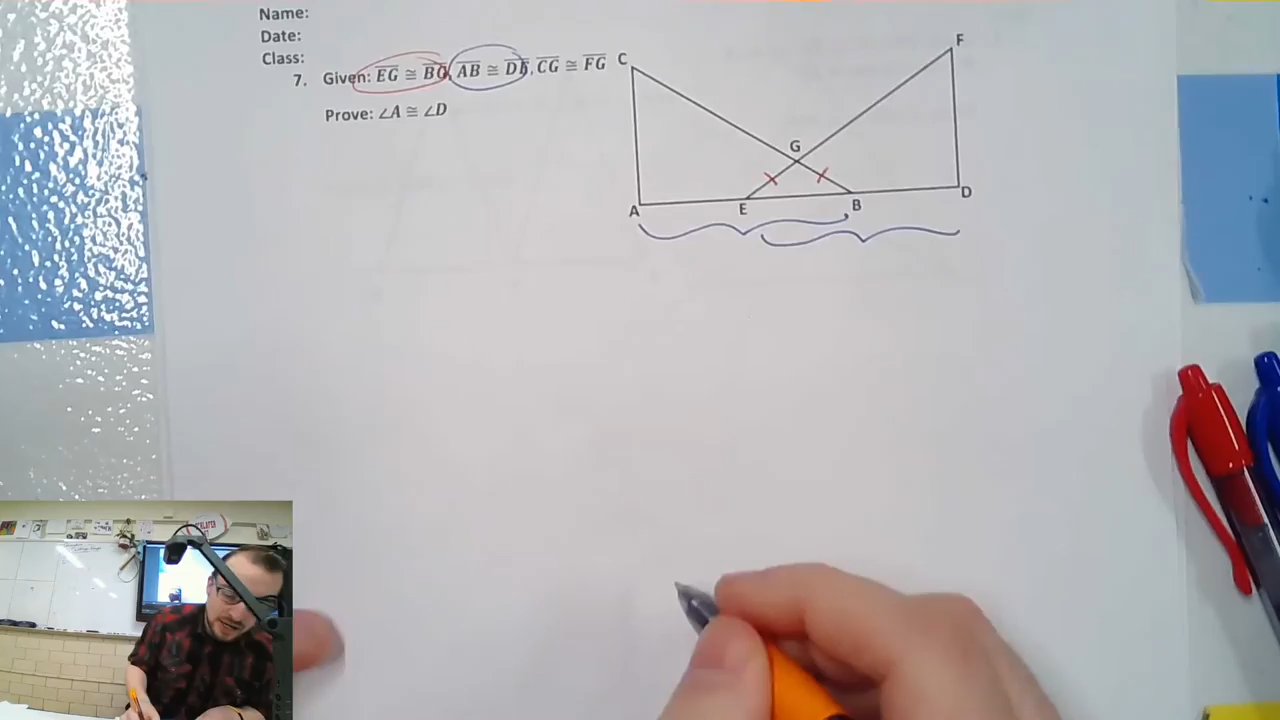 Name:
Date:
Class:
7. Given: EG ≅ BG, AB ≅ DE, CG ≅ FG
Prove: ∠A ≅ ∠D
C
F
G
A
E
B
D